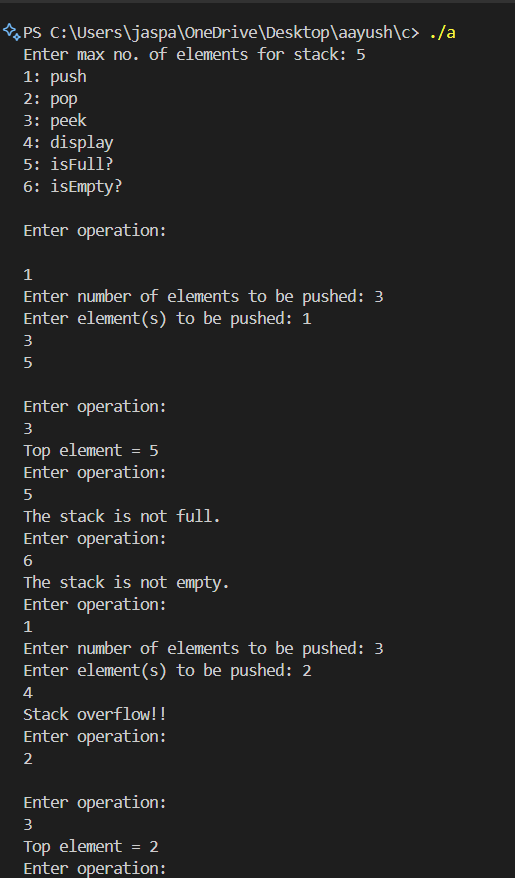 PS C:\Users\jaspa\OneDrive\Desktop\aayush\c> ./a
Enter max no. of elements for stack: 5
1: push
2: pop
3: peek
4: display
5: isFull?
6: isEmpty?
Enter operation:
1
Enter number of elements to be pushed: 3
Enter element(s) to be pushed: 1
3
5
Enter operation:
3
Top element = 5
Enter operation:
5
The stack is not full.
Enter operation:
6
The stack is not empty.
Enter operation:
1
Enter number of elements to be pushed: 3
Enter element(s) to be pushed: 2
4
Stack overflow!!
Enter operation:
2
Enter operation:
3
Top element = 2
Enter operation: